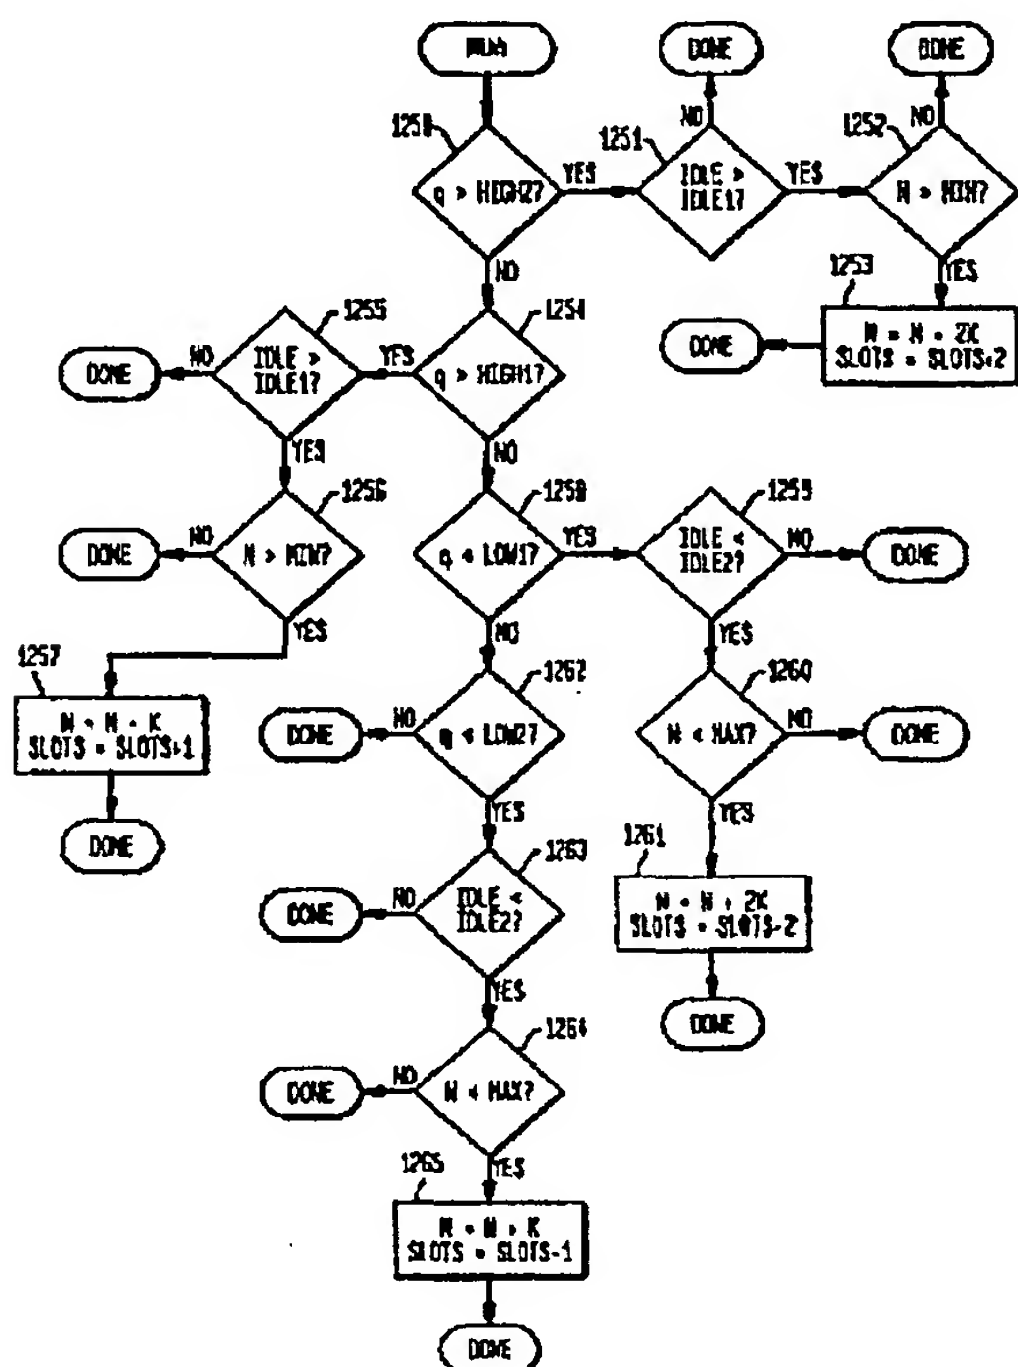 DONE
DONE
1250
q > HIGH2?
YES
NO
1251
IDLE >
IDLE1?
NO
YES
1252
N > MIN?
NO
YES
1253
N = N - 2K
SLOTS = SLOTS+2
DONE
1254
q > HIGH1?
YES
NO
1255
IDLE >
IDLE1?
NO
DONE
YES
1256
N > MIN?
NO
DONE
YES
1257
N = N - K
SLOTS = SLOTS+1
DONE
1258
q < LOW1?
YES
NO
1259
IDLE <
IDLE2?
NO
DONE
YES
1260
N < MAX?
NO
DONE
YES
1261
N = N + 2K
SLOTS = SLOTS-2
DONE
1262
q < LOW2?
NO
DONE
YES
1263
IDLE <
IDLE2?
NO
DONE
YES
1264
N < MAX?
NO
DONE
YES
1265
N = N + K
SLOTS = SLOTS-1
DONE